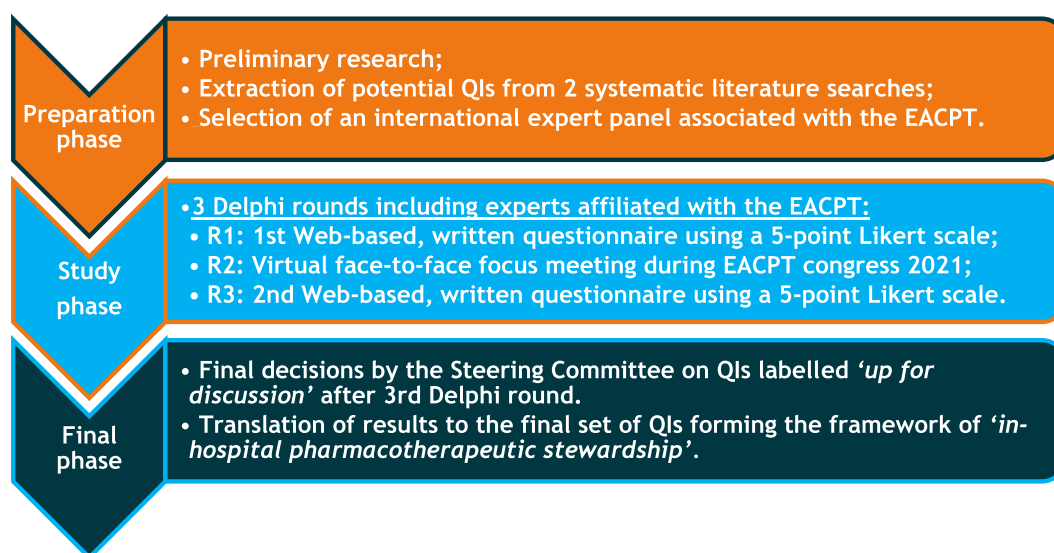 Preparation
phase
• Preliminary research;
• Extraction of potential QIs from 2 systematic literature searches;
• Selection of an international expert panel associated with the EACPT.
Study
phase
•3 Delphi rounds including experts affiliated with the EACPT:
• R1: 1st Web-based, written questionnaire using a 5-point Likert scale;
• R2: Virtual face-to-face focus meeting during EACPT congress 2021;
• R3: 2nd Web-based, written questionnaire using a 5-point Likert scale.
Final
phase
• Final decisions by the Steering Committee on QIs labelled ‘up for
discussion’ after 3rd Delphi round.
• Translation of results to the final set of QIs forming the framework of ‘in-
hospital pharmacotherapeutic stewardship’.